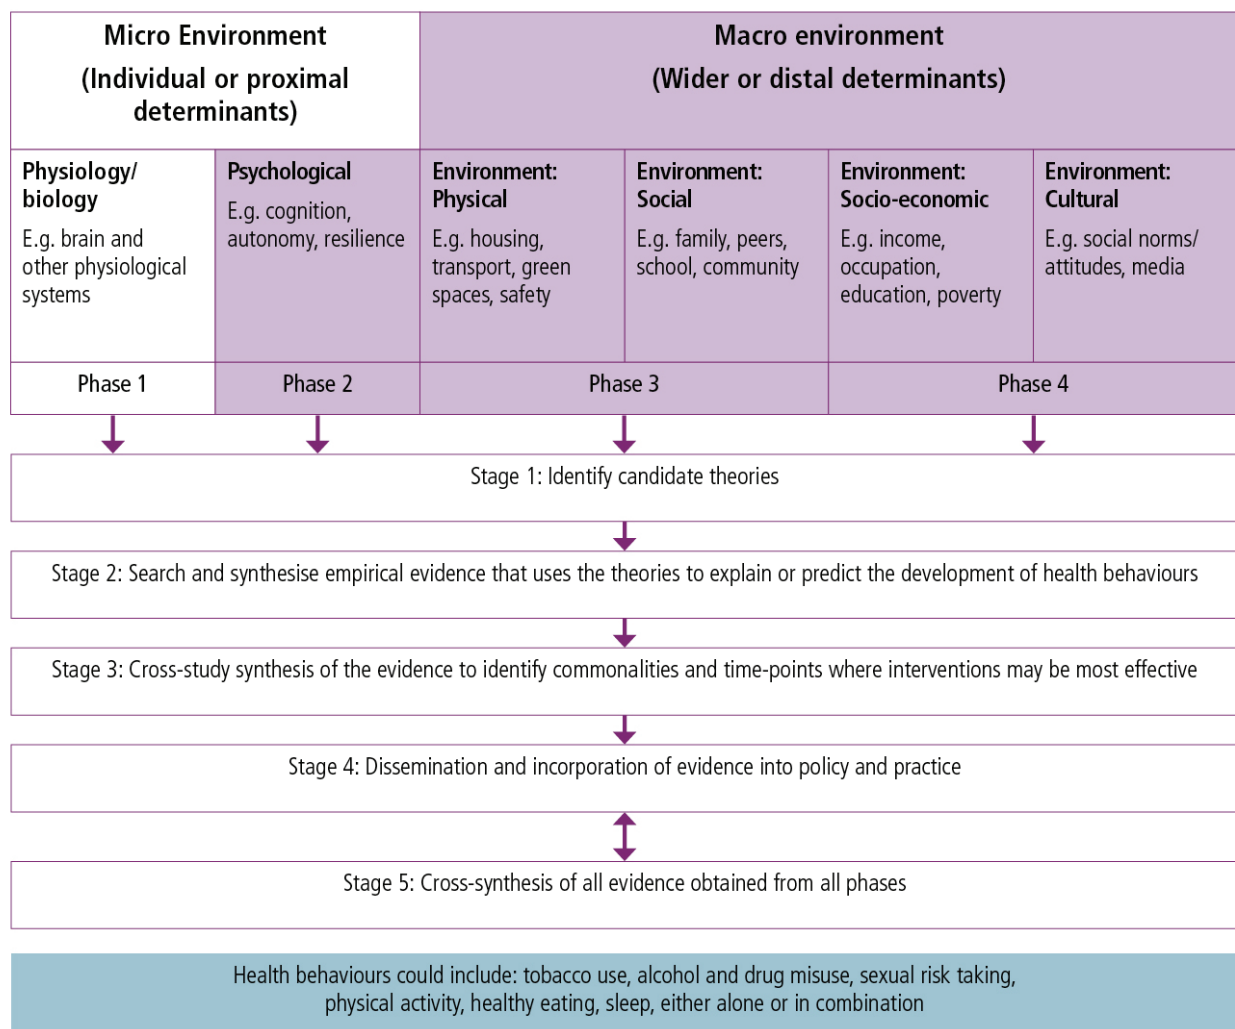 Micro Environment
(Individual or proximal
determinants)
Macro environment
(Wider or distal determinants)
Physiology/
biology
E.g. brain and
other physiological
systems
Psychological
E.g. cognition,
autonomy, resilience
Environment:
Physical
E.g. housing,
transport, green
spaces, safety
Environment:
Social
E.g. family, peers,
school, community
Environment:
Socio-economic
E.g. income,
occupation,
education, poverty
Environment:
Cultural
E.g. social norms/
attitudes, media
Phase 1
Phase 2
Phase 3
Phase 4
Stage 1: Identify candidate theories
Stage 2: Search and synthesise empirical evidence that uses the theories to explain or predict the development of health behaviours
Stage 3: Cross-study synthesis of the evidence to identify commonalities and time-points where interventions may be most effective
Stage 4: Dissemination and incorporation of evidence into policy and practice
Stage 5: Cross-synthesis of all evidence obtained from all phases
Health behaviours could include: tobacco use, alcohol and drug misuse, sexual risk taking,
physical activity, healthy eating, sleep, either alone or in combination